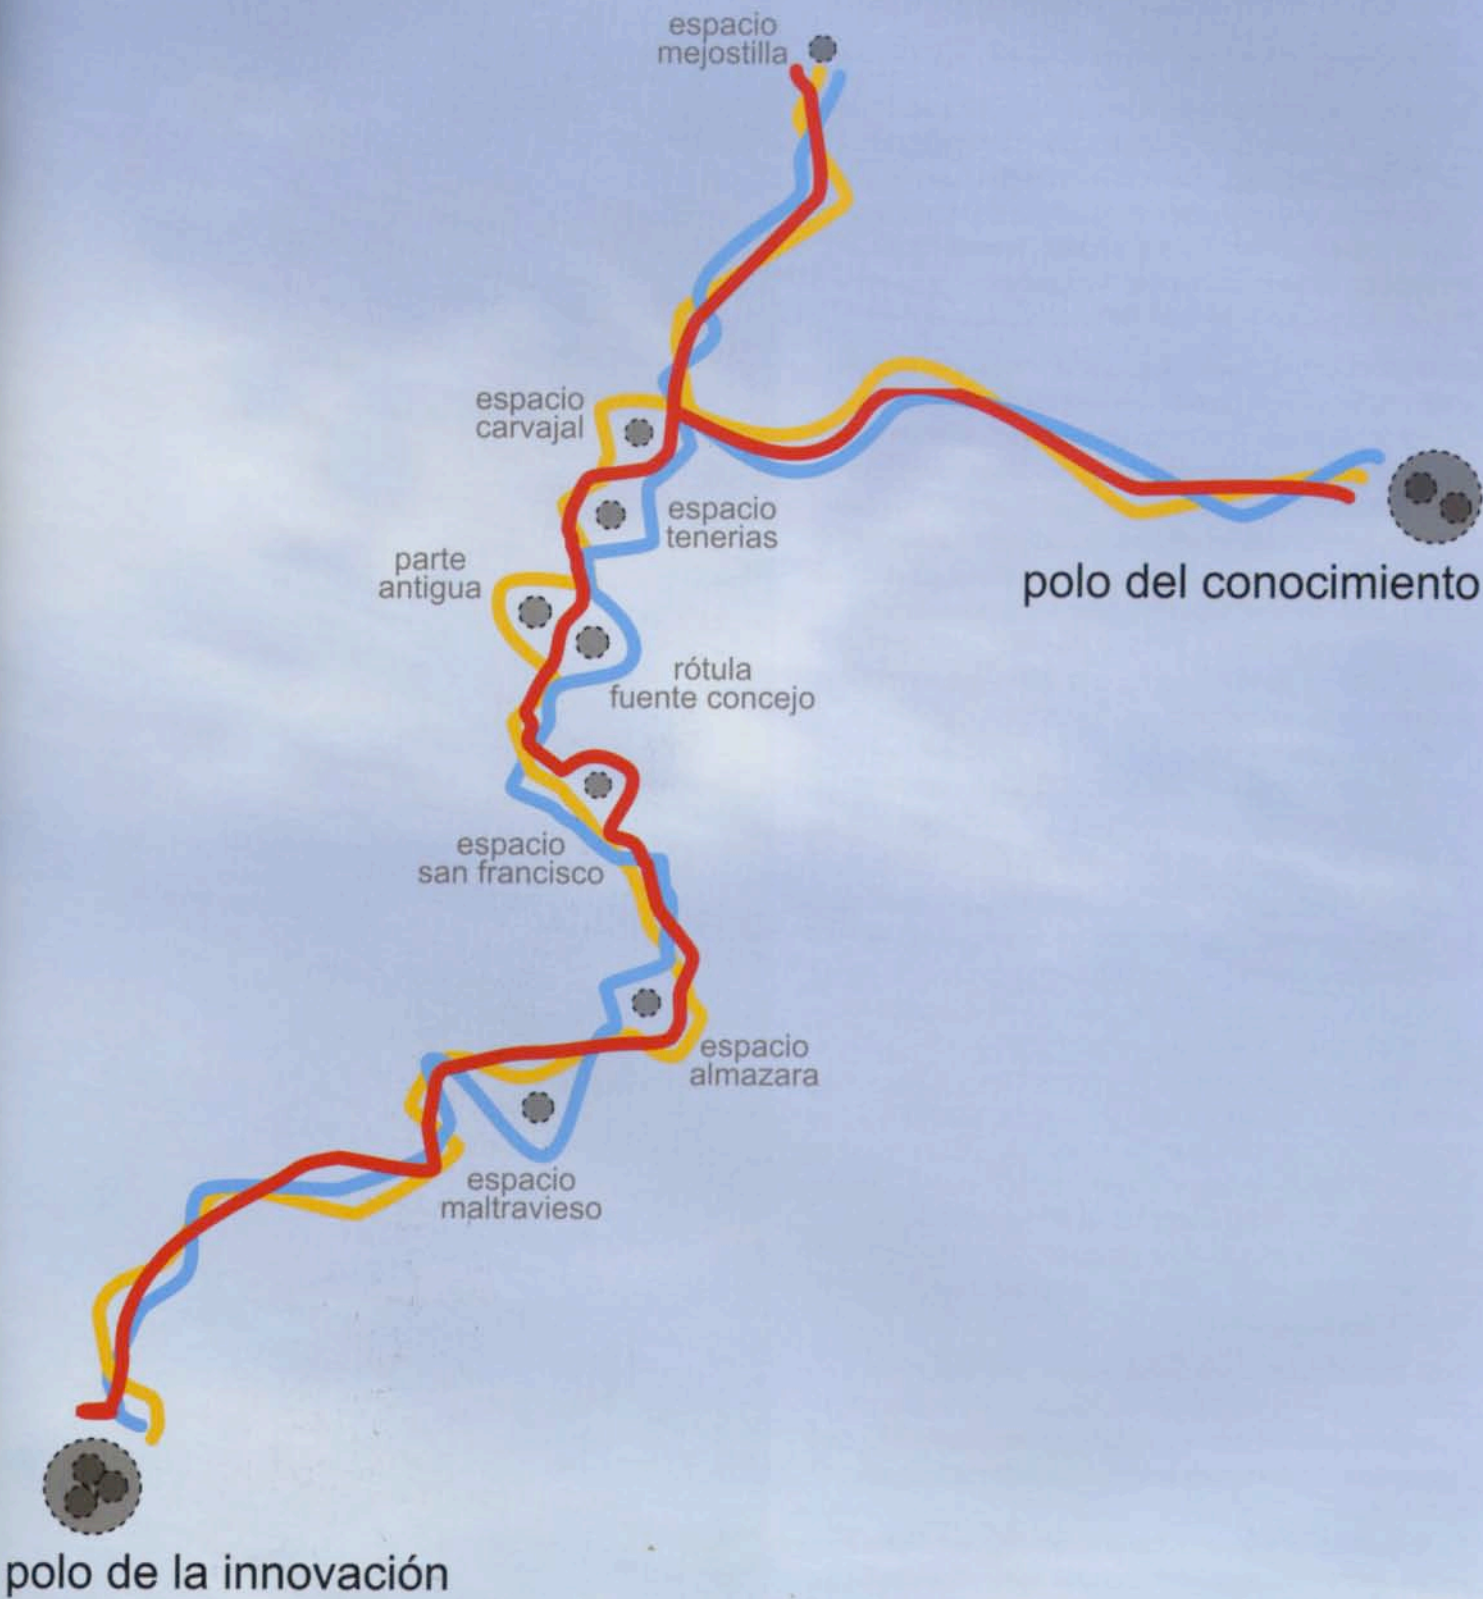 espacio
mejostilla
espacio
carvajal
espacio
tenerias
polo del conocimiento
parte
antigua
rótula
fuente concejo
espacio
san francisco
espacio
almazara
espacio
maltravieso
polo de la innovación